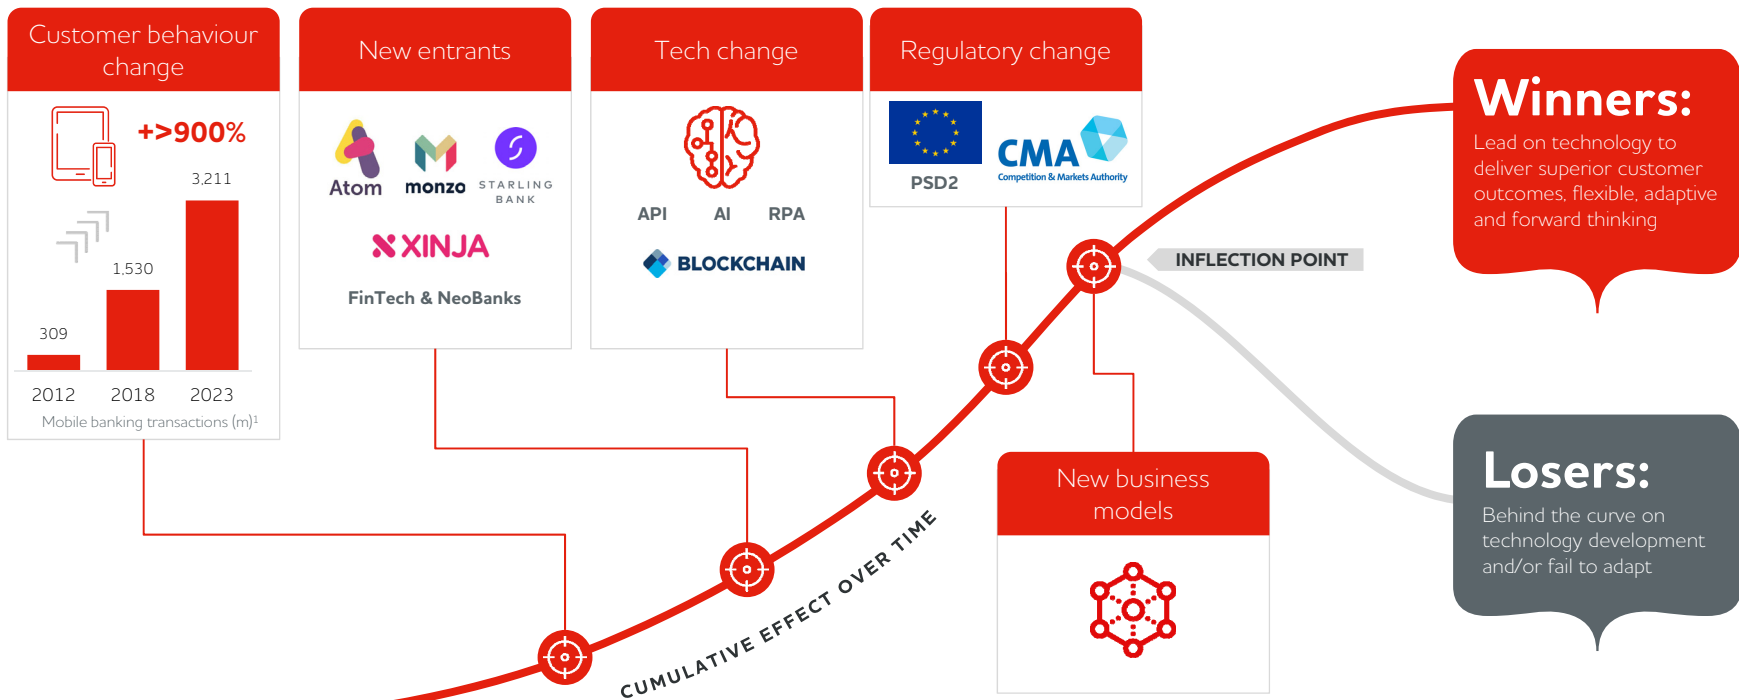 Customer behaviour
change
+>900%
3,211
1,530
309
2012
2018
2023
Mobile banking transactions (m)¹
New entrants
Atom
monzo
STARLING
BANK
XINJA
FinTech & NeoBanks
Tech change
API
AI
RPA
BLOCKCHAIN
Regulatory change
PSD2
CMA
Competition & Markets Authority
INFLECTION POINT
CUMULATIVE EFFECT OVER TIME
New business
models
Winners:
Lead on technology to
deliver superior customer
outcomes, flexible, adaptive
and forward thinking
Losers:
Behind the curve on
technology development
and/or fail to adapt